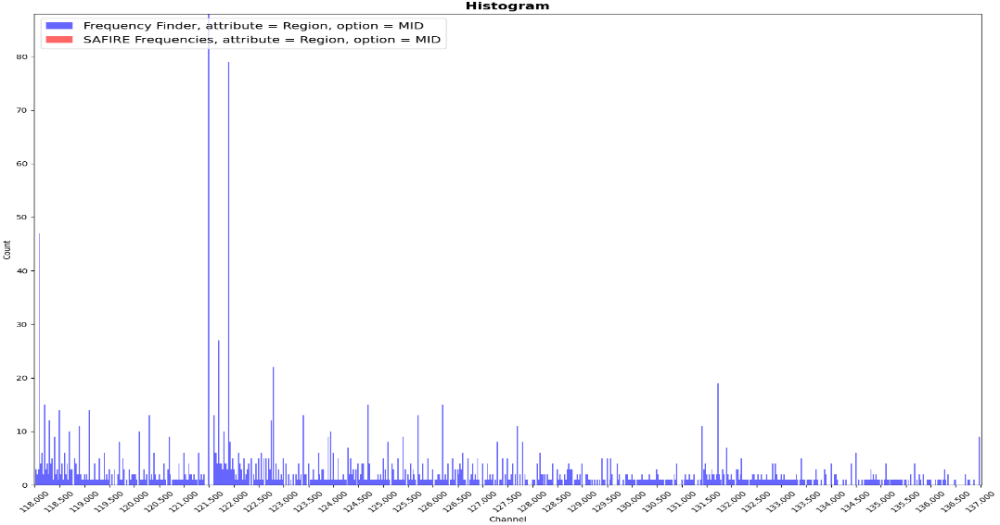 Histogram
Frequency Finder, attribute = Region, option = MID
SAFIRE Frequencies, attribute = Region, option = MID
80
70
60
50
40
30
20
10
0
Count
118.000 118.500 119.000 119.500 120.000 120.500 121.000 121.500 122.000 122.500 123.000 123.500 124.000 124.500 125.000 125.500 126.000 126.500 127.000 127.500 128.000 128.500 129.000 129.500 130.000 130.500 131.000 131.500 132.000 132.500 133.000 133.500 134.000 134.500 135.000 135.500 136.000 136.500 137.000
Channel